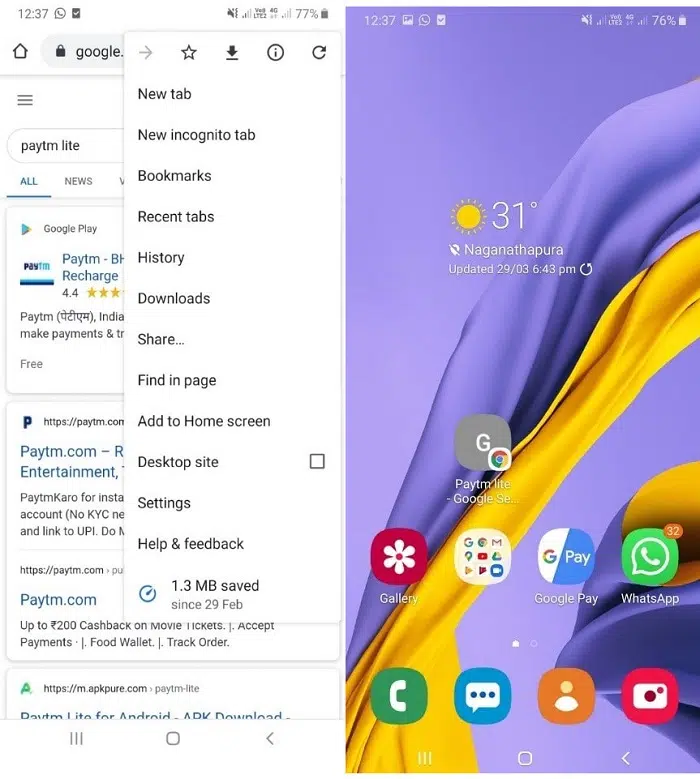 12:37
VoB
LTE2
4G
77%
google.
paytm lite
ALL NEWS
Google Play
Paytm
Paytm - BH
Recharge
4.4
Paytm (पेटीएम), India
make payments & tr
Free
https://paytm.com
Paytm.com – R
Entertainment, T
PaytmKaro for insta
account (No KYC ne
and link to UPI. Do M
https://paytm.com › pu
Paytm.com
Up to ₹200 Cashback on Movie Tickets. |. Accept
Payments · |. Food Wallet. |. Track Order.
https://m.apkpure.com › paytm-lite
Paytm Lite for Android - APK Download -
New tab
New incognito tab
Bookmarks
Recent tabs
History
Downloads
Share...
Find in page
Add to Home screen
Desktop site
Settings
Help & feedback
1.3 MB saved
since 29 Feb
12:37
4G
76%
31°
Naganathapura
Updated 29/03 6:43 pm
G
Paytm lite
- Google Se...
G Pay
32
Gallery
Google Pay
WhatsApp